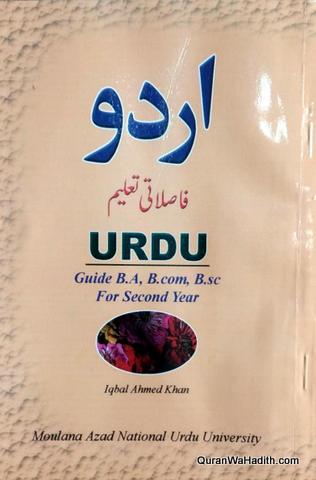 اردو
فاصلاتی تعلیم
URDU
Guide B.A, B.com, B.sc
For Second Year
Iqbal Ahmed Khan
Moulana Azad National Urdu University
QuranWaHadith.com